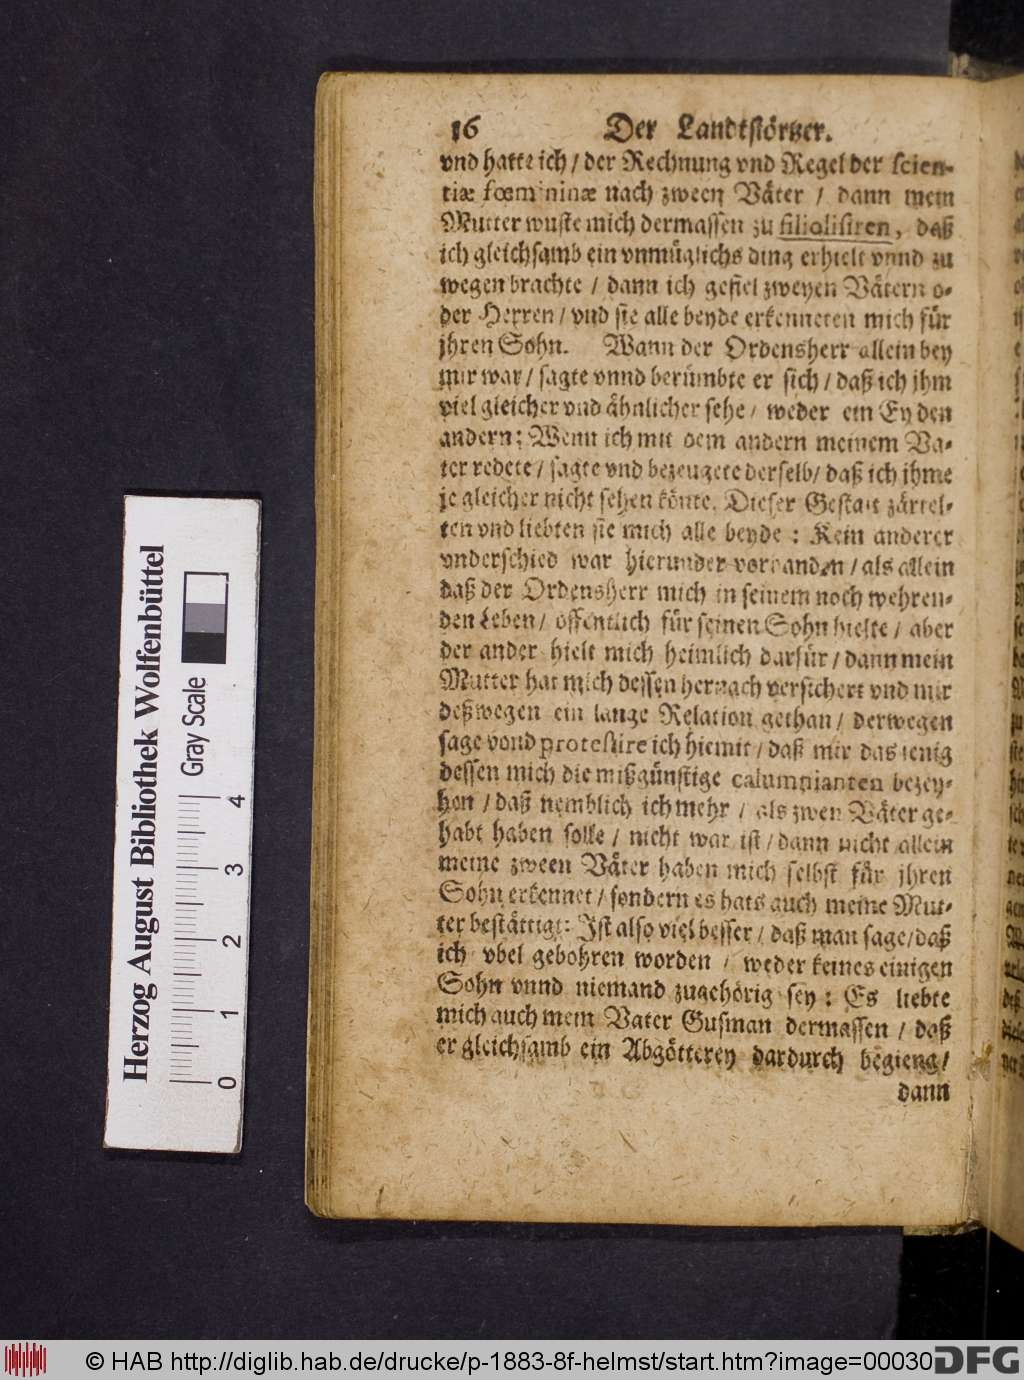 16 Der Landtstörtzer.
vnd hatte ich / der Rechnung vnd Regel der scien-
tiæ fœmininæ nach zween Väter / dann mein
Mutter wuste mich dermassen zu filialisiren, daß
ich gleichsamb ein vnmüglichs ding erhielt vnnd zu
wegen brachte / dann ich gefiel zweyen Vätern o-
der Herren / vnd sie alle beyde erkenneten mich für
jhren Sohn. Wann der Ordensherr allein bey
mir war / sagte vnnd berümbte er sich / daß ich jhm
viel gleicher vnd ähnlicher sehe / weder ein Ey den
andern: Wenn ich mit dem andern meinem Va-
ter redete / sagte vnd bezeugete derselb / daß ich jhme
je gleicher nicht sehen könte. Dieser Gestalt zärtel-
ten vnd liebten sie mich alle beyde : Kein anderer
vnderschied war hierunder vorhanden / als allein
daß der Ordensherr mich in seinem noch wehren-
den Leben / öffentlich für seinen Sohn hielte / aber
der ander hielt mich heimlich darfür / dann mein
Mutter hat mich dessen hernach versichert vnd mir
deßwegen ein lange Relation gethan / derwegen
sage vnnd protestire ich hiemit / daß mir dasjenig
dessen mich die mißgünstige calumnianten bezey-
hen / daß nemblich ich mehr / als zwen Väter ge-
habt haben solle / nicht war ist / dann nicht allein
meine zween Väter haben mich selbst für jhren
Sohn erkennet / sondern es hats auch meine Mut-
ter bestättigt: Ist also viel besser / daß man sage / daß
ich vbel gebohren worden / weder keines einigen
Sohn vnnd niemand zugehörig sey : Es liebte
mich auch mein Vater Gusman dermassen / daß
er gleichsamb ein Abgötterey dardurch begieng /
dann
Herzog August Bibliothek Wolfenbüttel
Gray Scale
0 1 2 3 4
© HAB http://diglib.hab.de/drucke/p-1883-8f-helmst/start.htm?image=00030
DFG